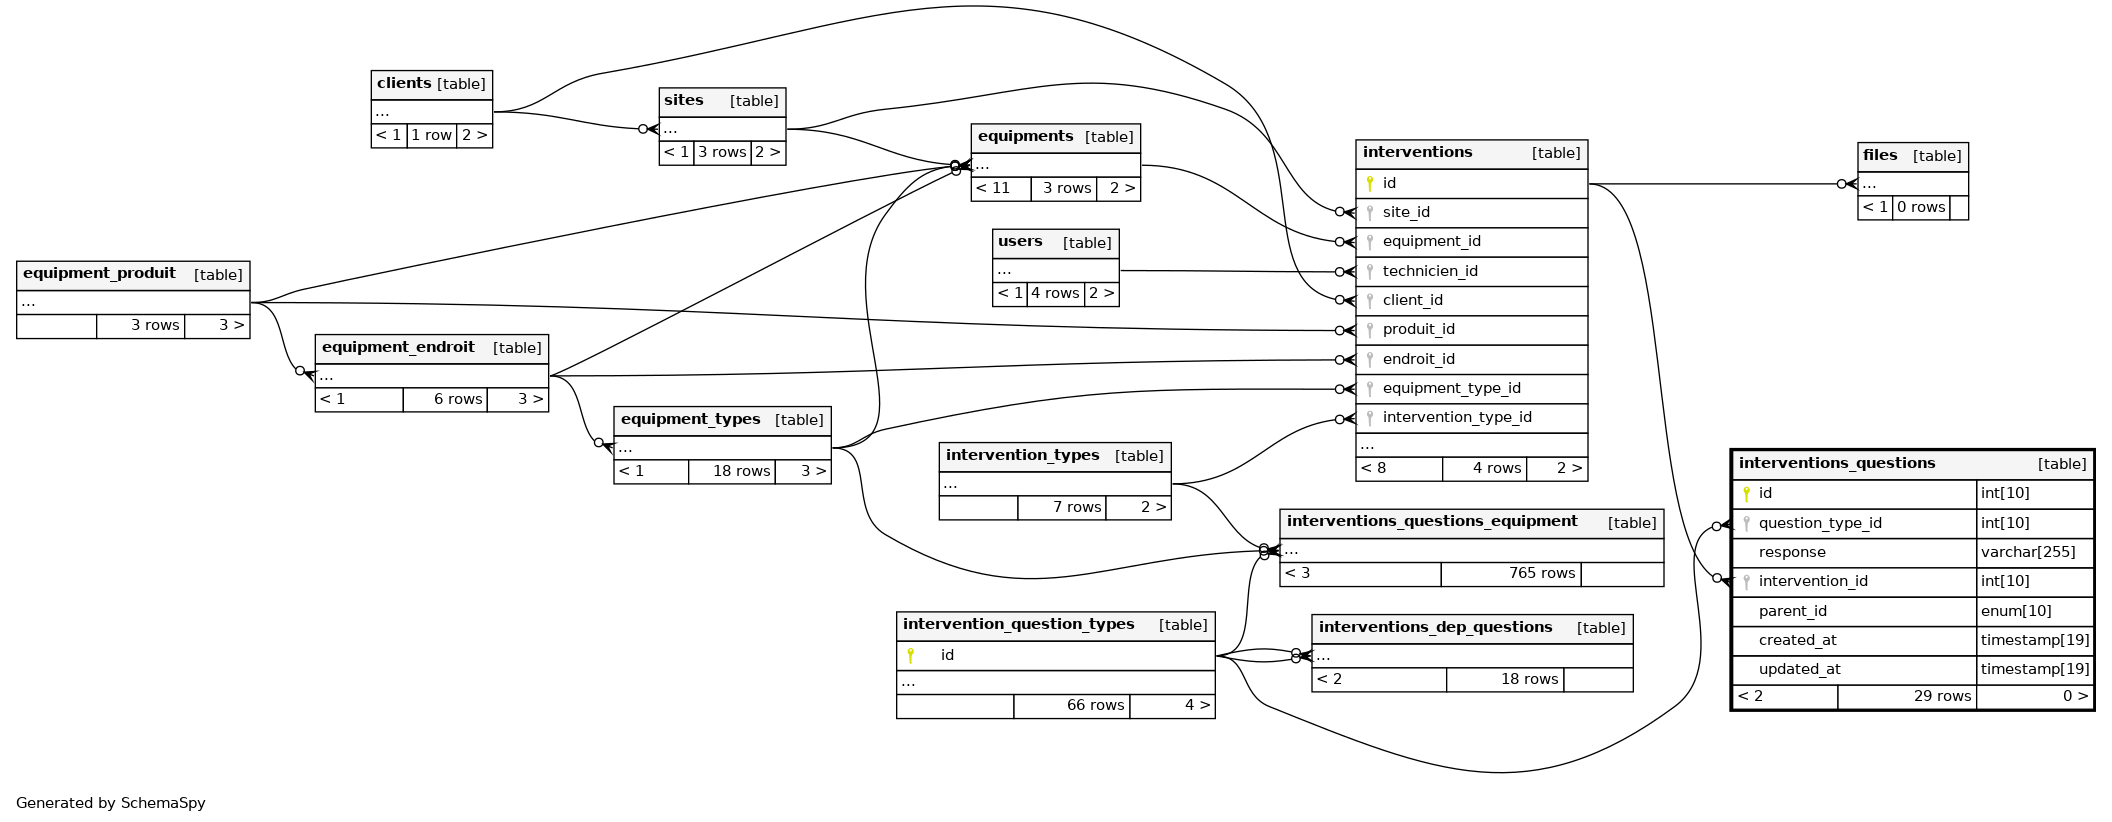 clients [table]
...
< 1 1 row 2 >
sites [table]
...
< 1 3 rows 2 >
equipments [table]
...
< 11 3 rows 2 >
users [table]
...
< 1 4 rows 2 >
equipment_produit [table]
...
3 rows 3 >
equipment_endroit [table]
...
< 1 6 rows 3 >
equipment_types [table]
...
< 1 18 rows 3 >
intervention_types [table]
...
7 rows 2 >
interventions [table]
id
site_id
equipment_id
technicien_id
client_id
produit_id
endroit_id
equipment_type_id
intervention_type_id
...
< 8 4 rows 2 >
files [table]
...
< 1 0 rows
interventions_questions_equipment [table]
...
< 3 765 rows
intervention_question_types [table]
id
...
66 rows 4 >
interventions_dep_questions [table]
...
< 2 18 rows
interventions_questions [table]
id int[10]
question_type_id int[10]
response varchar[255]
intervention_id int[10]
parent_id enum[10]
created_at timestamp[19]
updated_at timestamp[19]
< 2 29 rows 0 >
Generated by SchemaSpy